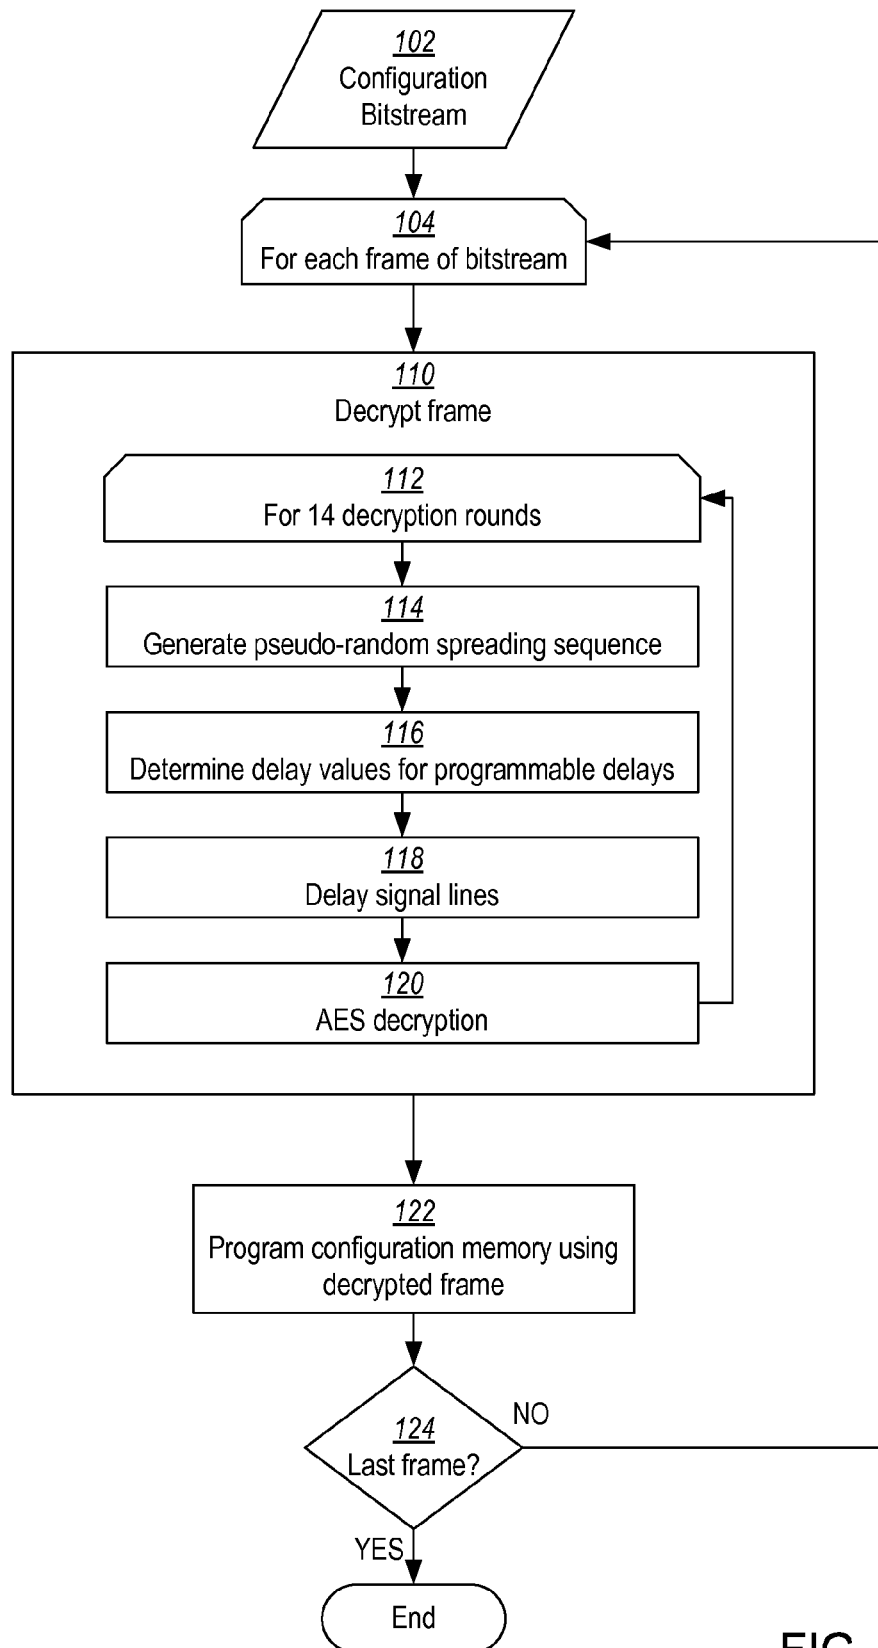 102
Configuration
Bitstream
104
For each frame of bitstream
110
Decrypt frame
112
For 14 decryption rounds
114
Generate pseudo-random spreading sequence
116
Determine delay values for programmable delays
118
Delay signal lines
120
AES decryption
122
Program configuration memory using
decrypted frame
124
Last frame?
NO
YES
End
FIG